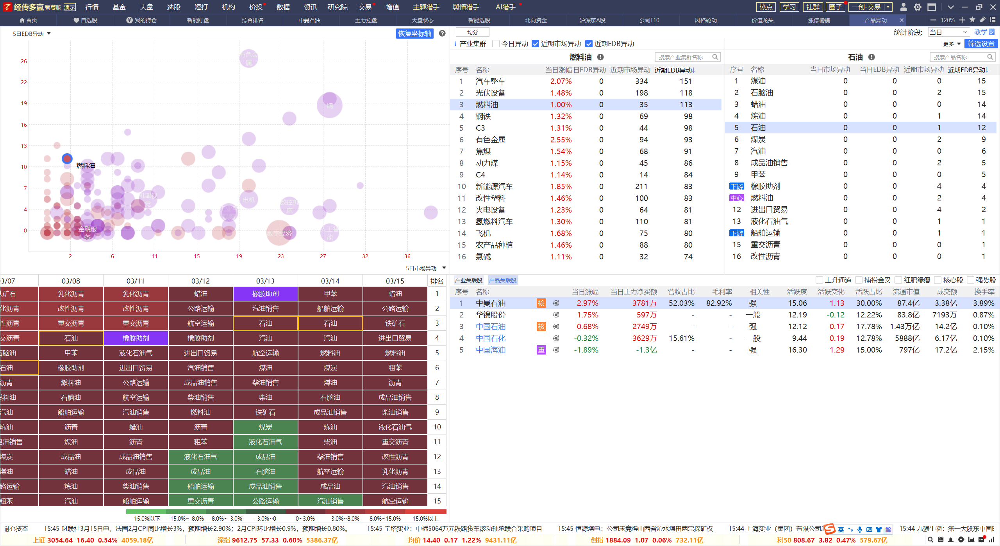 经传多赢 智尊版 演示 行情 基金 大盘 选股 短打 机构 价投 数据 资讯 研究院 交易 增值 主题猎手 舆情猎手 AI猎手 热点 学习 社群 圈子 一创-交易
首页 自选股 我的持仓 智能盯盘 综合排名 中曼石油 主力控盘 大盘状态 智能选股 北向资金 沪深京A股 公司F10 风格轮动 价值龙头 涨停棱镜 产品异动 120%
5日EDB异动 恢复坐标轴
26
22
19
16
13
10
7
4
0
2 6 11 15 19 23 27 32 36
5日市场异动
有色金属
铜
燃料油
机器视觉
电机
数控机床
金融服务
数字经济
人工智能
均分 统计阶段: 当日 教学
产业集群 今日异动 近期市场异动 近期EDB异动 更多 筛选设置
燃料油 搜索产业集群名称
序号 名称 当日涨幅 日EDB异动 近期市场异动 近期EDB异动↓
1 汽车整车 2.07% 0 334 151
2 光伏设备 1.48% 0 198 118
3 燃料油 1.00% 0 35 113
4 钢铁 1.32% 0 69 98
5 C3 1.31% 0 44 98
6 有色金属 2.55% 0 94 93
7 焦煤 1.54% 0 68 91
8 动力煤 1.15% 0 45 86
9 C4 1.14% 0 14 84
10 新能源汽车 1.85% 0 211 83
11 改性塑料 1.46% 0 100 83
12 火电设备 1.23% 0 64 81
13 氢燃料汽车 1.30% 0 110 81
14 飞机 1.68% 0 75 80
15 农产品种植 1.46% 0 88 80
16 氯碱 1.11% 0 32 74
石油 搜索产品名称
序号 名称 当日市场异动 当日EDB异动 近期市场异动 近期EDB异动↓
1 煤油 0 0 0 15
2 石脑油 0 0 2 15
3 蜡油 0 0 0 14
4 炼油 0 0 1 14
5 石油 0 0 1 12
6 煤炭 0 0 2 9
7 汽油 0 0 0 6
8 成品油销售 0 0 2 5
9 甲苯 0 0 0 5
下游 橡胶助剂 0 0 4 4
中心 燃料油 0 0 2 4
12 进出口贸易 0 0 4 2
13 液化石油气 0 0 1 1
下游 船舶运输 0 0 1 1
15 重交沥青 0 0 0 1
16 改性沥青 0 0 0 1
3/07 03/08 03/11 03/12 03/13 03/14 03/15 排名
铁矿石 乳化沥青 乳化沥青 蜡油 橡胶助剂 甲苯 蜡油 1
化沥青 改性沥青 改性沥青 公路运输 汽油销售 船舶运输 公路运输 2
性沥青 重交沥青 重交沥青 航空运输 石油 石油 铁矿石 3
交沥青 石油 橡胶助剂 橡胶助剂 汽油 汽油 进出口贸易 4
石脑油 甲苯 液化石油气 进出口贸易 航空运输 燃料油 燃料油 5
石油 橡胶助剂 进出口贸易 汽油销售 煤油 煤炭 粗苯 6
沥青 燃料油 公路运输 成品油销售 柴油销售 煤油 沥青 7
燃料油 石脑油 航空运输 柴油销售 柴油 石脑油 成品油销售 8
汽油 船舶运输 汽油销售 燃料油 铁矿石 成品油销售 柴油销售 9
炼油 沥青 蜡油 沥青 煤炭 炼油 液化石油气 10
品油销售 煤油 沥青 粗苯 液化石油气 柴油 重交沥青 11
煤炭 成品油 成品油销售 液化石油气 成品油 柴油销售 改性沥青 12
煤油 蜡油 成品油 成品油 石脑油 航空运输 乳化沥青 13
路运输 炼油 柴油销售 船舶运输 成品油销售 成品油 汽油销售 14
粗苯 汽油 船舶运输 重交沥青 公路运输 汽油销售 航空运输 15
-15.0%以下 -15.0%~-8.0% -8.0%~-3.0% -3.0%~0 0~3.0% 3.0%~8.0% 8.0%~15.0% 15.0%以上
产业关联股 产品关联股 上升通道 捕捞金叉 红肥绿瘦 核心股 强势股
序号 名称 当日涨幅 当日主力净买额 营收占比 毛利率 相关性 活跃度 活跃变化 活跃占比 流通市值 成交额 换手率
1 中曼石油 核 2.97% 3781万 52.03% 82.92% 强 15.06 1.13 30.00% 87.4亿 3.38亿 3.89%
2 华锦股份 1.75% 597万 - - 一般 12.19 -0.12 12.22% 83.8亿 7193万 0.87%
3 中国石油 核 0.68% 2749万 - - 强 12.12 0.17 17.78% 1.43万亿 14.2亿 0.10%
4 中国石化 -0.32% 3629万 15.61% - 一般 9.44 0.19 12.78% 5888亿 6.17亿 0.10%
5 中国海油 重 -1.89% -1.3亿 - - 强 16.30 1.29 15.00% 797亿 17.2亿 2.15%
耐心资本 15:45 财联社3月15日电，法国2月CPI同比增长3%，预期增长2.90%；2月CPI环比增长0.9%，预期增长0.80%。 15:45 宝塔实业：中标5064万元铁路货车滚动轴承联合采购项目 15:45 恒源煤电：公司未竞得山西省沁水煤田两宗探矿权 15:44 上海实业（集团）有限公司原 英 15:44 九强生物：第一大股东中国医
上证 3054.64 16.40 0.54% 4059.18亿 深指 9612.75 57.33 0.60% 5386.37亿 均价 14.40 0.17 1.22% 9431.11亿 创指 1884.09 1.07 0.06% 732.11亿 科50 808.67 3.82 0.47% 579.67亿